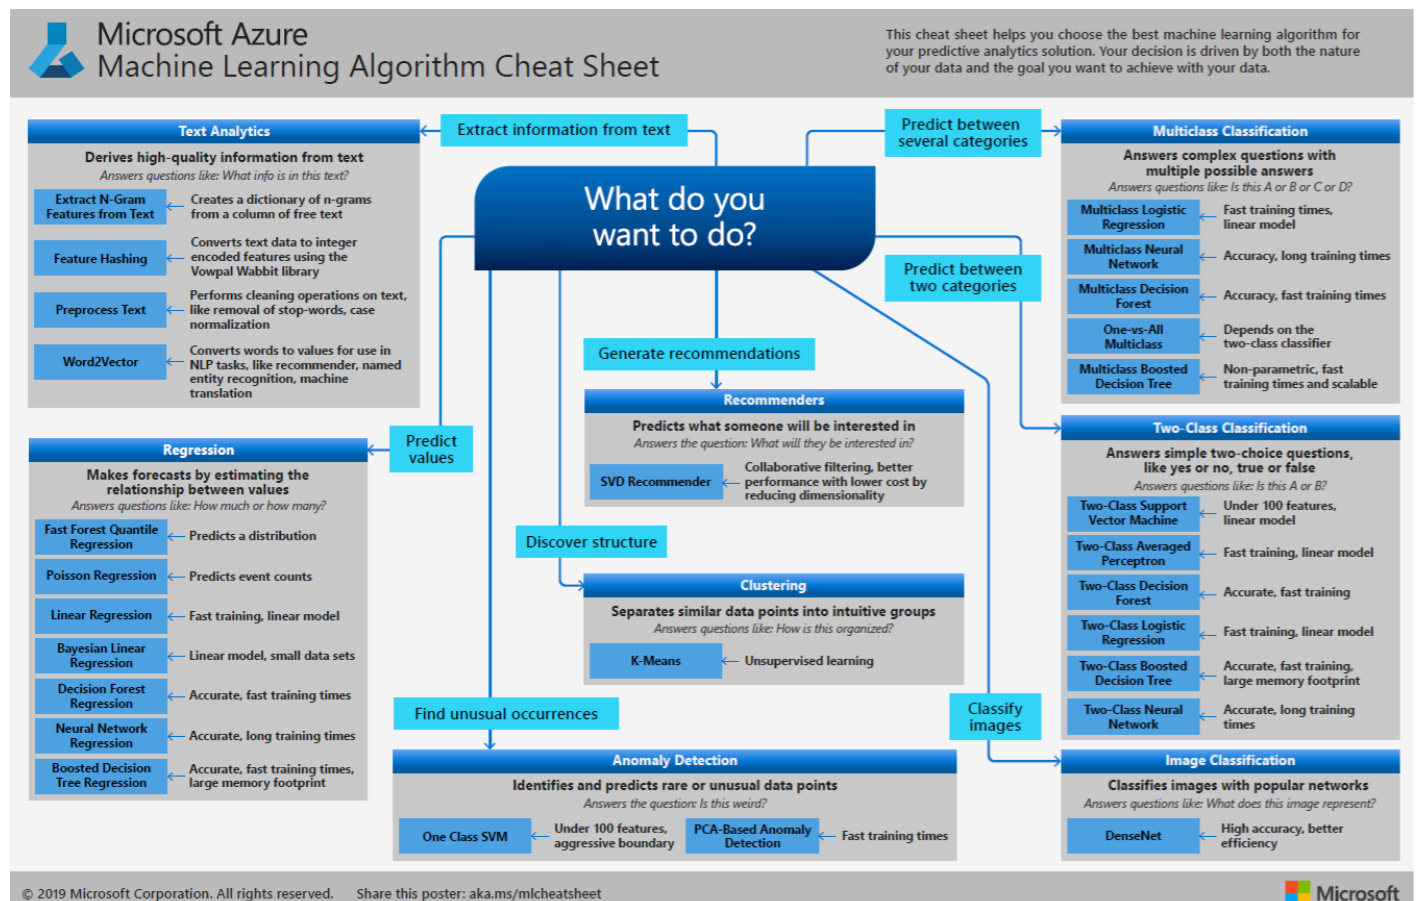 Microsoft Azure
Machine Learning Algorithm Cheat Sheet
This cheat sheet helps you choose the best machine learning algorithm for
your predictive analytics solution. Your decision is driven by both the nature
of your data and the goal you want to achieve with your data.
Extract information from text
Predict between
several categories
What do you
want to do?
Text Analytics
Derives high-quality information from text
Answers questions like: What info is in this text?
Extract N-Gram
Features from Text
Creates a dictionary of n-grams
from a column of free text
Feature Hashing
Converts text data to integer
encoded features using the
Vowpal Wabbit library
Preprocess Text
Performs cleaning operations on text,
like removal of stop-words, case
normalization
Word2Vector
Converts words to values for use in
NLP tasks, like recommender, named
entity recognition, machine
translation
Multiclass Classification
Answers complex questions with
multiple possible answers
Answers questions like: Is this A or B or C or D?
Multiclass Logistic
Regression
Fast training times,
linear model
Multiclass Neural
Network
Accuracy, long training times
Multiclass Decision
Forest
Accuracy, fast training times
One-vs-All
Multiclass
Depends on the
two-class classifier
Multiclass Boosted
Decision Tree
Non-parametric, fast
training times and scalable
Predict between
two categories
Generate recommendations
Recommenders
Predicts what someone will be interested in
Answers the question: What will they be interested in?
SVD Recommender
Collaborative filtering, better
performance with lower cost by
reducing dimensionality
Predict
values
Regression
Makes forecasts by estimating the
relationship between values
Answers questions like: How much or how many?
Fast Forest Quantile
Regression
Predicts a distribution
Poisson Regression
Predicts event counts
Linear Regression
Fast training, linear model
Bayesian Linear
Regression
Linear model, small data sets
Decision Forest
Regression
Accurate, fast training times
Neural Network
Regression
Accurate, long training times
Boosted Decision
Tree Regression
Accurate, fast training times,
large memory footprint
Two-Class Classification
Answers simple two-choice questions,
like yes or no, true or false
Answers questions like: Is this A or B?
Two-Class Support
Vector Machine
Under 100 features,
linear model
Two-Class Averaged
Perceptron
Fast training, linear model
Two-Class Decision
Forest
Accurate, fast training
Two-Class Logistic
Regression
Fast training, linear model
Two-Class Boosted
Decision Tree
Accurate, fast training,
large memory footprint
Two-Class Neural
Network
Accurate, long training
times
Discover structure
Clustering
Separates similar data points into intuitive groups
Answers questions like: How is this organized?
K-Means
Unsupervised learning
Find unusual occurrences
Anomaly Detection
Identifies and predicts rare or unusual data points
Answers the question: Is this weird?
One Class SVM
Under 100 features,
aggressive boundary
PCA-Based Anomaly
Detection
Fast training times
Classify
images
Image Classification
Classifies images with popular networks
Answers questions like: What does this image represent?
DenseNet
High accuracy, better
efficiency
© 2019 Microsoft Corporation. All rights reserved.
Share this poster: aka.ms/mlcheatsheet
Microsoft